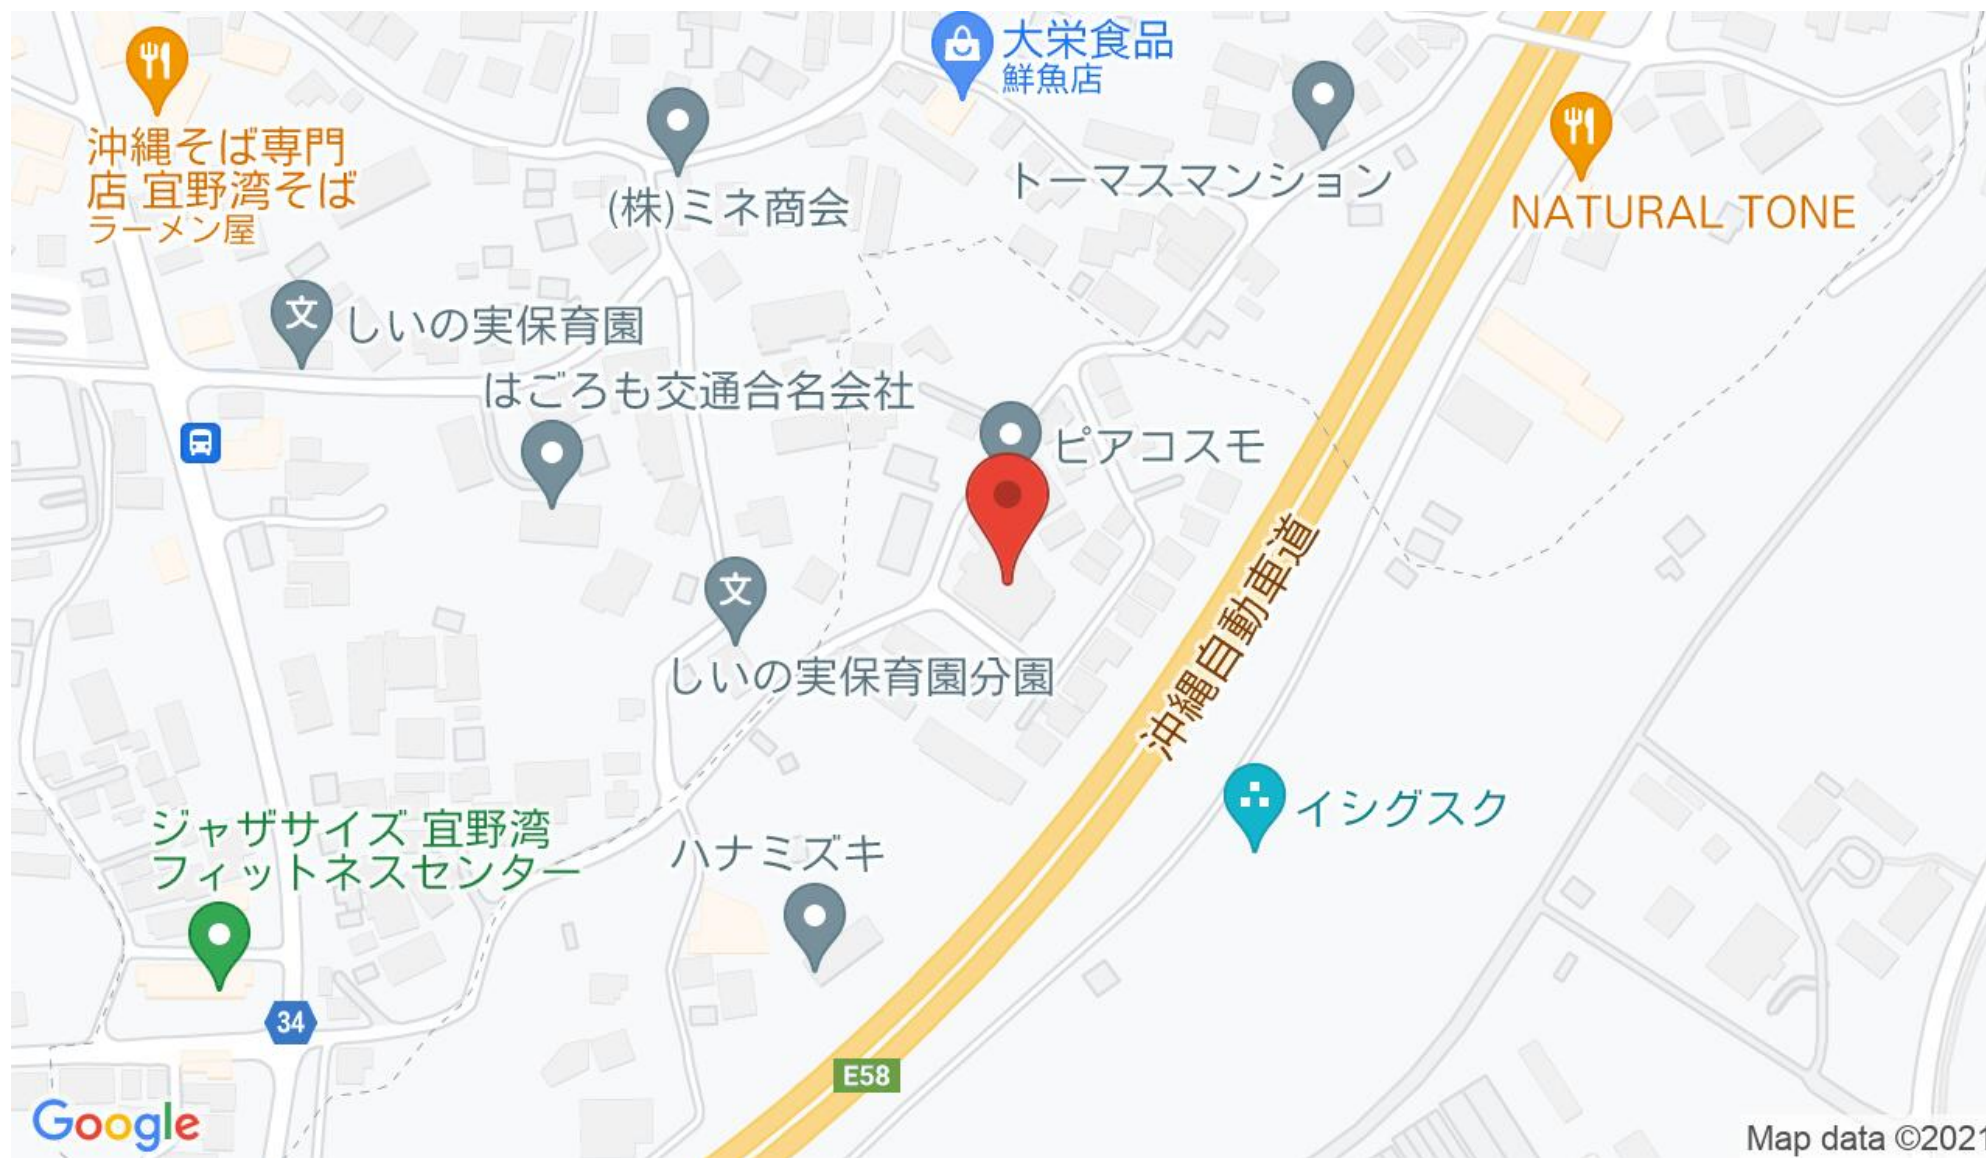 大栄食品
鮮魚店
沖縄そば専門
店 宜野湾そば
ラーメン屋
(株)ミネ商会
トーマスマンション
NATURAL TONE
文
しいの実保育園
はごろも交通合名会社
ピアコスモ
沖縄自動車道
文
しいの実保育園分園
イシグスク
ジャザサイズ 宜野湾
フィットネスセンター
ハナミズキ
34
E58
Google
Map data ©2021